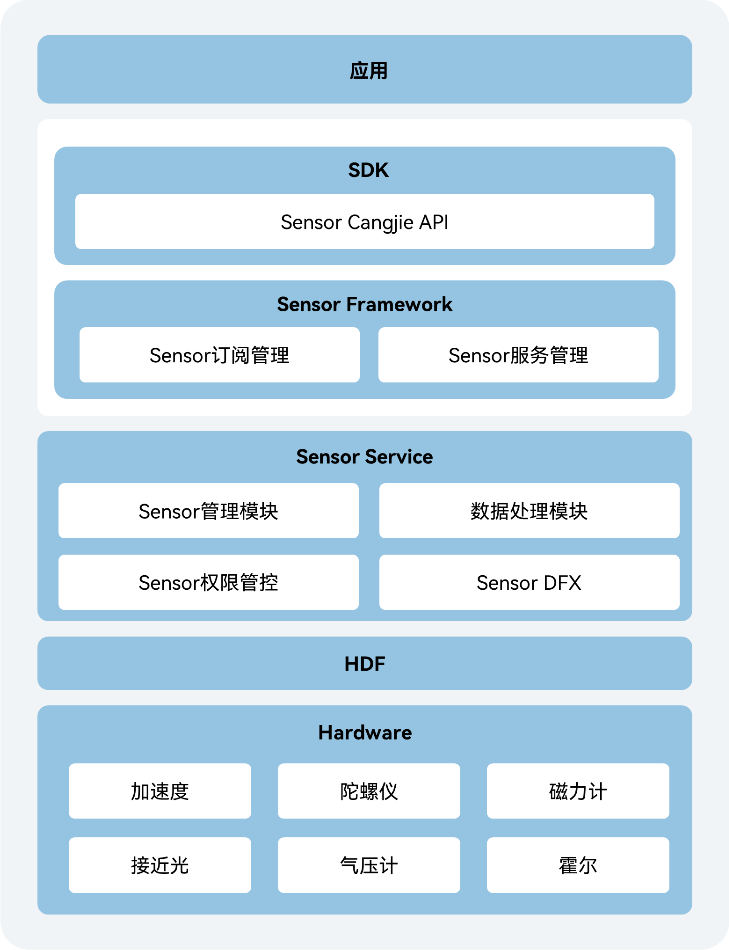 应用
SDK
Sensor Cangjie API
Sensor Framework
Sensor订阅管理
Sensor服务管理
Sensor Service
Sensor管理模块
数据处理模块
Sensor权限管控
Sensor DFX
HDF
Hardware
加速度
陀螺仪
磁力计
接近光
气压计
霍尔